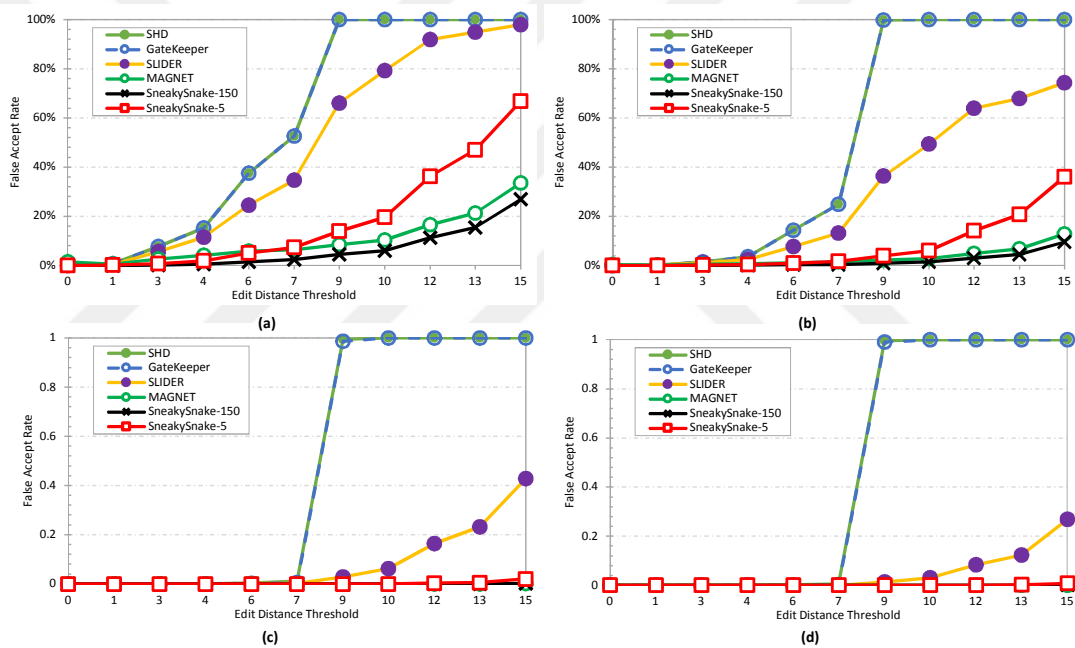 100%
80%
60%
40%
20%
0%
False Accept Rate
SHD
GateKeeper
SLIDER
MAGNET
SneakySnake-150
SneakySnake-5
0 1 3 4 6 7 9 10 12 13 15
Edit Distance Threshold
(a)
100%
80%
60%
40%
20%
0%
False Accept Rate
SHD
GateKeeper
SLIDER
MAGNET
SneakySnake-150
SneakySnake-5
0 1 3 4 6 7 9 10 12 13 15
Edit Distance Threshold
(b)
1
0.8
0.6
0.4
0.2
0
False Accept Rate
SHD
GateKeeper
SLIDER
MAGNET
SneakySnake-150
SneakySnake-5
0 1 3 4 6 7 9 10 12 13 15
Edit Distance Threshold
(c)
1
0.8
0.6
0.4
0.2
0
False Accept Rate
SHD
GateKeeper
SLIDER
MAGNET
SneakySnake-150
SneakySnake-5
0 1 3 4 6 7 9 10 12 13 15
Edit Distance Threshold
(d)